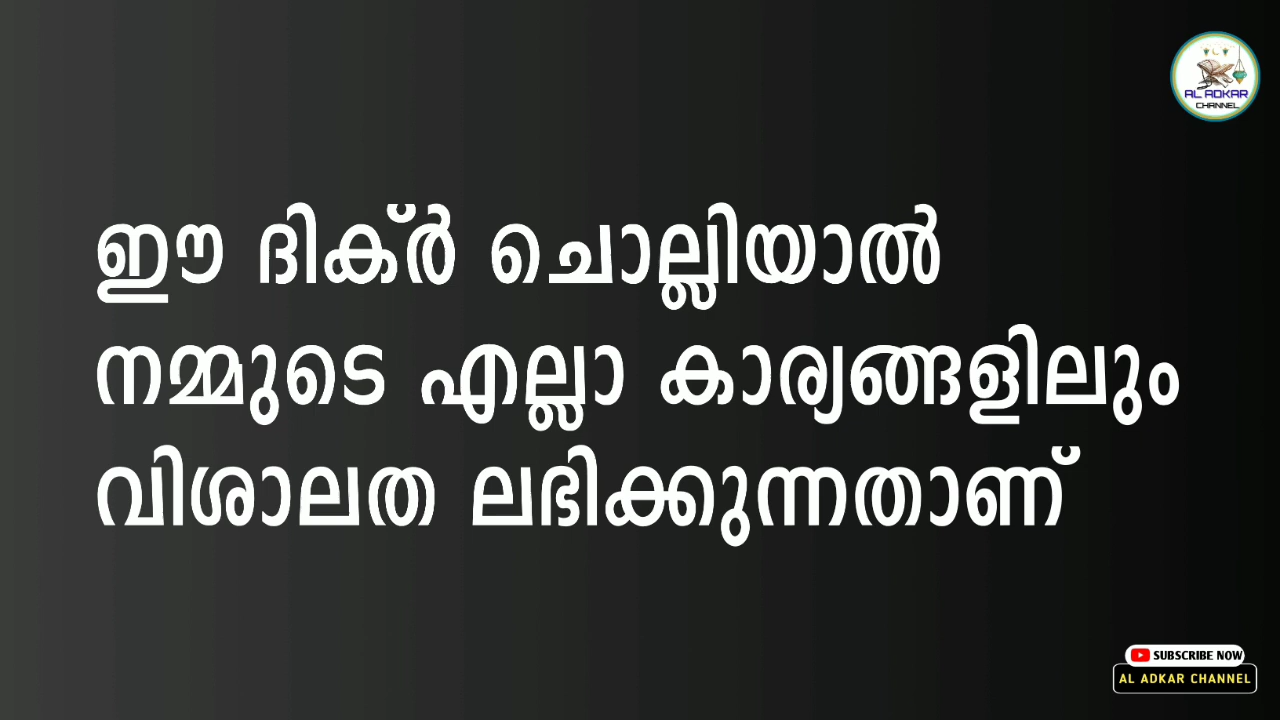 AL ADKAR
CHANNEL
ഈ ദിക്ർ ചൊല്ലിയാൽ
നമ്മുടെ എല്ലാ കാര്യങ്ങളിലും
വിശാലത ലഭിക്കുന്നതാണ്
SUBSCRIBE NOW
AL ADKAR CHANNEL